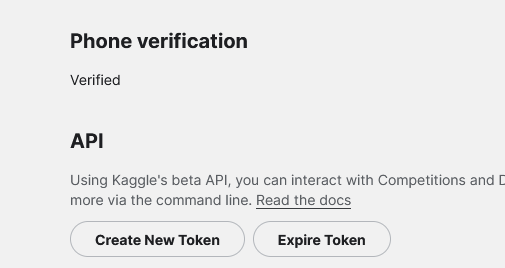 Phone verification
Verified
API
Using Kaggle's beta API, you can interact with Competitions and
more via the command line. Read the docs
Create New Token
Expire Token